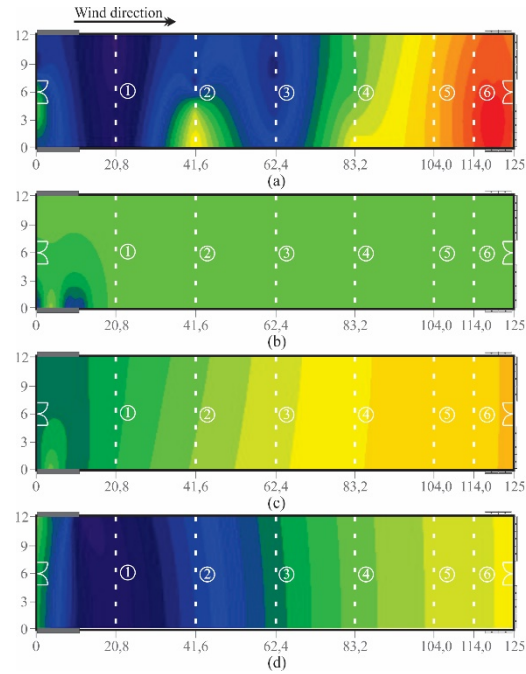 Wind direction
12
9
6
3
0
① ② ③ ④ ⑤ ⑥
0 20,8 41,6 62,4 83,2 104,0 114,0 125
(a)
12
9
6
3
0
① ② ③ ④ ⑤ ⑥
0 20,8 41,6 62,4 83,2 104,0 114,0 125
(b)
12
9
6
3
0
① ② ③ ④ ⑤ ⑥
0 20,8 41,6 62,4 83,2 104,0 114,0 125
(c)
12
9
6
3
0
① ② ③ ④ ⑤ ⑥
0 20,8 41,6 62,4 83,2 104,0 114,0 125
(d)